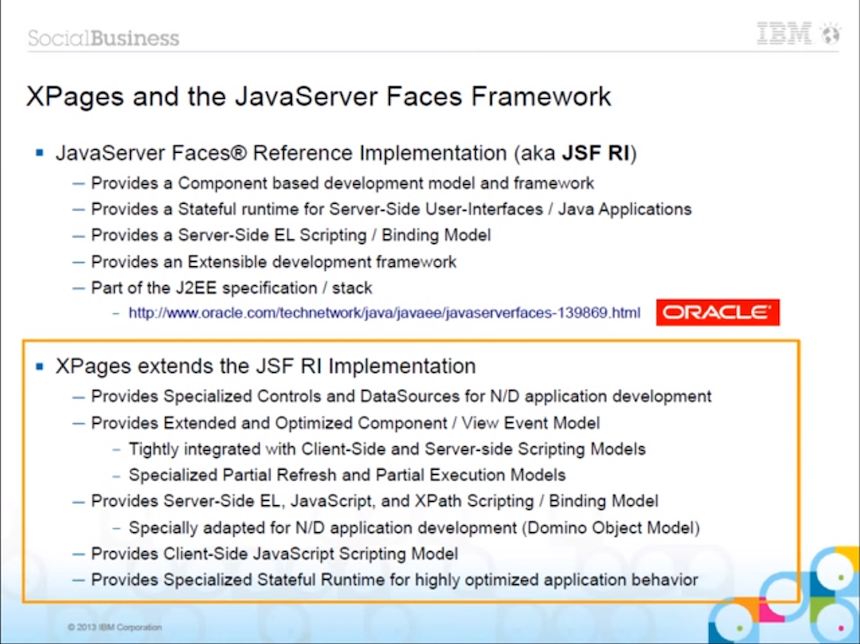 SocialBusiness
IBM
XPages and the JavaServer Faces Framework
▪ JavaServer Faces® Reference Implementation (aka JSF RI)
— Provides a Component based development model and framework
— Provides a Stateful runtime for Server-Side User-Interfaces / Java Applications
— Provides a Server-Side EL Scripting / Binding Model
— Provides an Extensible development framework
— Part of the J2EE specification / stack
– http://www.oracle.com/technetwork/java/javaee/javaserverfaces-139869.html
ORACLE
▪ XPages extends the JSF RI Implementation
— Provides Specialized Controls and DataSources for N/D application development
— Provides Extended and Optimized Component / View Event Model
– Tightly integrated with Client-Side and Server-side Scripting Models
– Specialized Partial Refresh and Partial Execution Models
— Provides Server-Side EL, JavaScript, and XPath Scripting / Binding Model
– Specially adapted for N/D application development (Domino Object Model)
— Provides Client-Side JavaScript Scripting Model
— Provides Specialized Stateful Runtime for highly optimized application behavior
© 2013 IBM Corporation